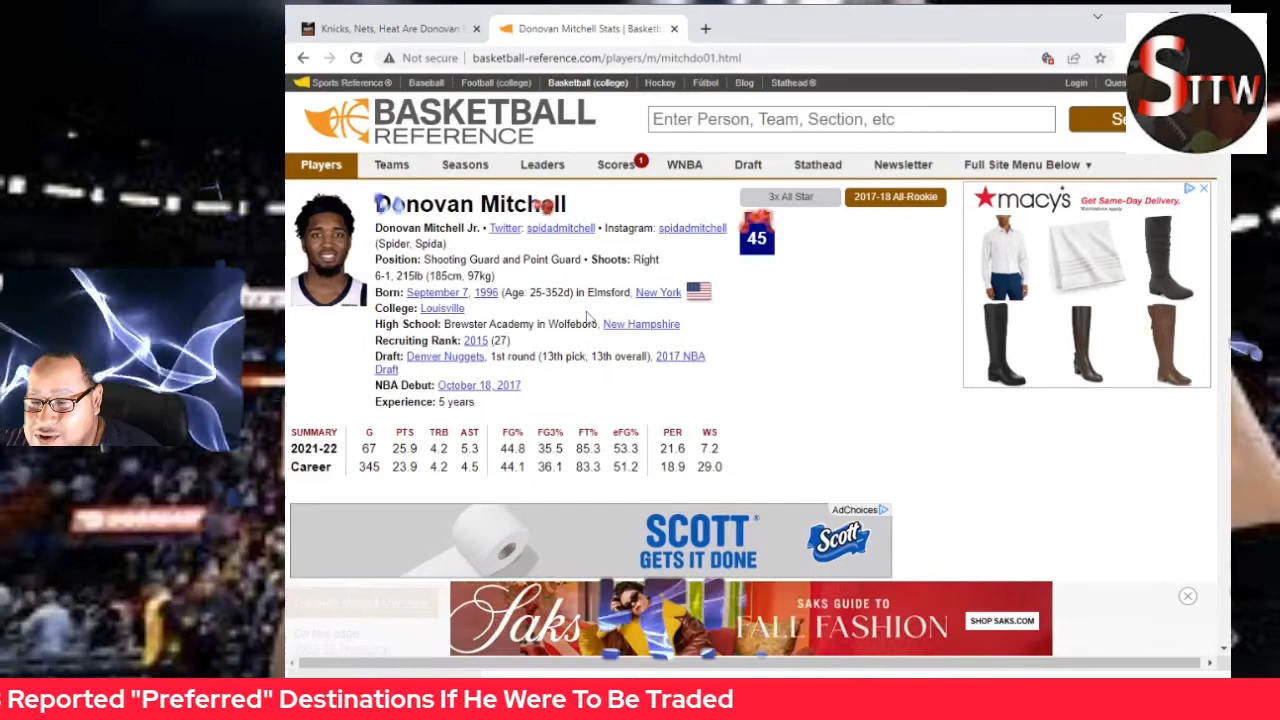 Knicks, Nets, Heat Are Donovan
Donovan Mitchell Stats | Basketb
Not secure | basketball-reference.com/players/m/mitchdo01.html
Sports Reference® Baseball Football (college) Basketball (college) Hockey Fútbol Blog Stathead® Login
BASKETBALL
REFERENCE
Enter Person, Team, Section, etc
STTW
Players Teams Seasons Leaders Scores 1 WNBA Draft Stathead Newsletter Full Site Menu Below ▼
Donovan Mitchell
3x All Star
2017-18 All-Rookie
45
Donovan Mitchell Jr. • Twitter: spidadmitchell • Instagram: spidadmitchell
(Spider, Spida)
Position: Shooting Guard and Point Guard • Shoots: Right
6-1, 215lb (185cm, 97kg)
Born: September 7, 1996 (Age: 25-352d) in Elmsford, New York
College: Louisville
High School: Brewster Academy in Wolfeboro, New Hampshire
Recruiting Rank: 2015 (27)
Draft: Denver Nuggets, 1st round (13th pick, 13th overall), 2017 NBA
Draft
NBA Debut: October 18, 2017
Experience: 5 years
macys Get Same-Day Delivery.
SUMMARY G PTS TRB AST FG% FG3% FT% eFG% PER WS
2021-22 67 25.9 4.2 5.3 44.8 35.5 85.3 53.3 21.6 7.2
Career 345 23.9 4.2 4.5 44.1 36.1 83.3 51.2 18.9 29.0
AdChoices
SCOTT®
GETS IT DONE
Scott
On this page
Saks
SAKS GUIDE TO
FALL FASHION
SHOP SAKS.COM
Reported "Preferred" Destinations If He Were To Be Traded